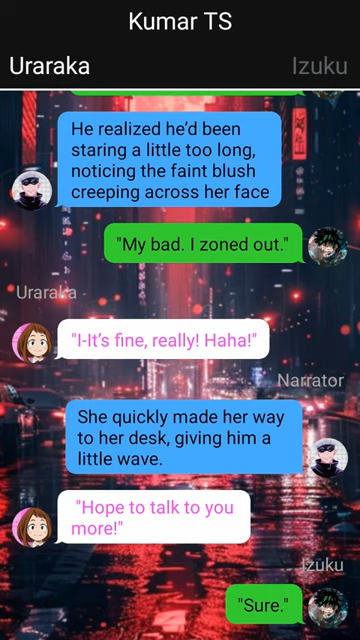 Kumar TS
Uraraka Izuku
He realized he’d been
staring a little too long,
noticing the faint blush
creeping across her face
"My bad. I zoned out."
Uraraka
"I-It’s fine, really! Haha!"
Narrator
She quickly made her way
to her desk, giving him a
little wave.
"Hope to talk to you
more!"
Izuku
"Sure."